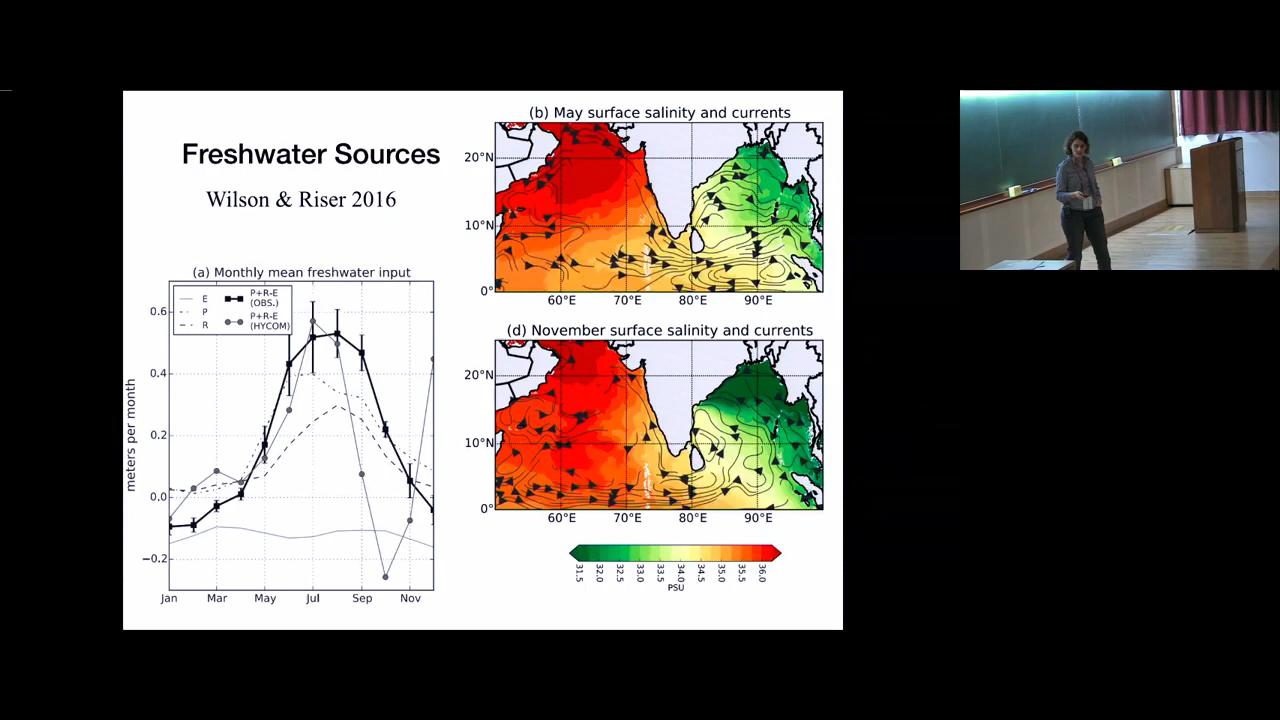 Freshwater Sources
Wilson & Riser 2016
(a) Monthly mean freshwater input
E
P
R
P+R-E
(OBS.)
P+R-E
(HYCOM)
meters per month
0.6
0.4
0.2
0.0
−0.2
Jan
Mar
May
Jul
Sep
Nov
(b) May surface salinity and currents
20°N
10°N
0°
60°E
70°E
80°E
90°E
(d) November surface salinity and currents
20°N
10°N
0°
60°E
70°E
80°E
90°E
31.5
32.0
32.5
33.0
33.5
34.0
34.5
35.0
35.5
36.0
PSU